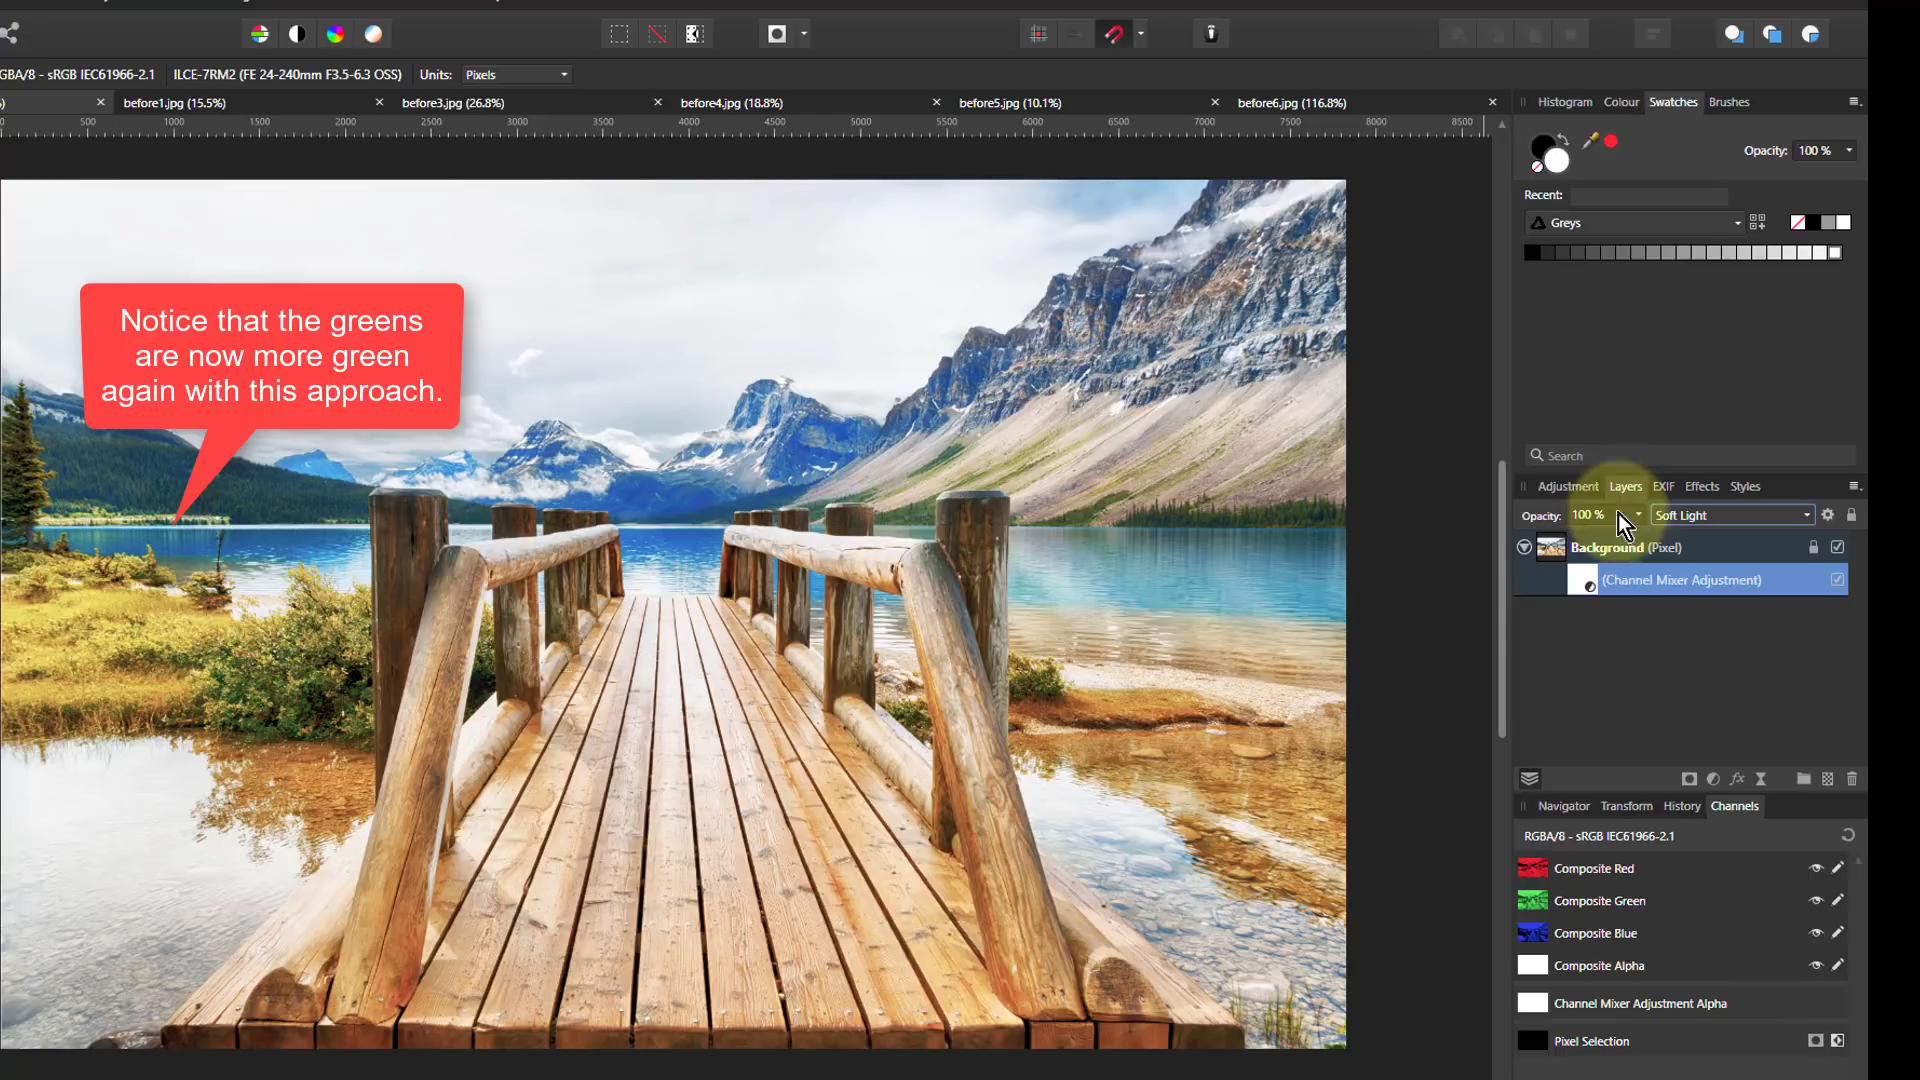 GBA/8 - sRGB IEC61966-2.1 ILCE-7RM2 (FE 24-240mm F3.5-6.3 OSS) Units: Pixels
before1.jpg (15.5%) before3.jpg (26.8%) before4.jpg (18.8%) before5.jpg (10.1%) before6.jpg (116.8%)
500 1000 1500 2000 2500 3000 3500 4000 4500 5000 5500 6000 6500 7000 7500 8000 8500
Notice that the greens
are now more green
again with this approach.
Histogram Colour Swatches Brushes
Opacity: 100 %
Recent:
Greys
Search
Adjustment Layers EXIF Effects Styles
Opacity: 100 % Soft Light
Background (Pixel)
(Channel Mixer Adjustment)
Navigator Transform History Channels
RGBA/8 - sRGB IEC61966-2.1
Composite Red
Composite Green
Composite Blue
Composite Alpha
Channel Mixer Adjustment Alpha
Pixel Selection